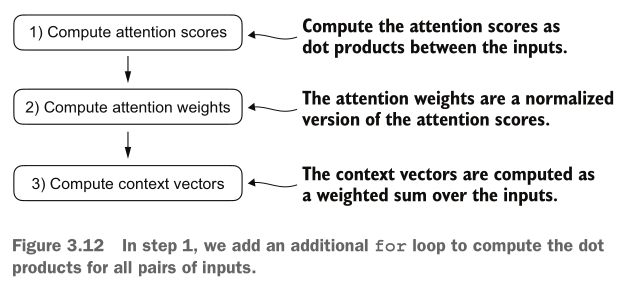 1) Compute attention scores
Compute the attention scores as
dot products between the inputs.
2) Compute attention weights
The attention weights are a normalized
version of the attention scores.
3) Compute context vectors
The context vectors are computed as
a weighted sum over the inputs.
Figure 3.12 In step 1, we add an additional for loop to compute the dot
products for all pairs of inputs.